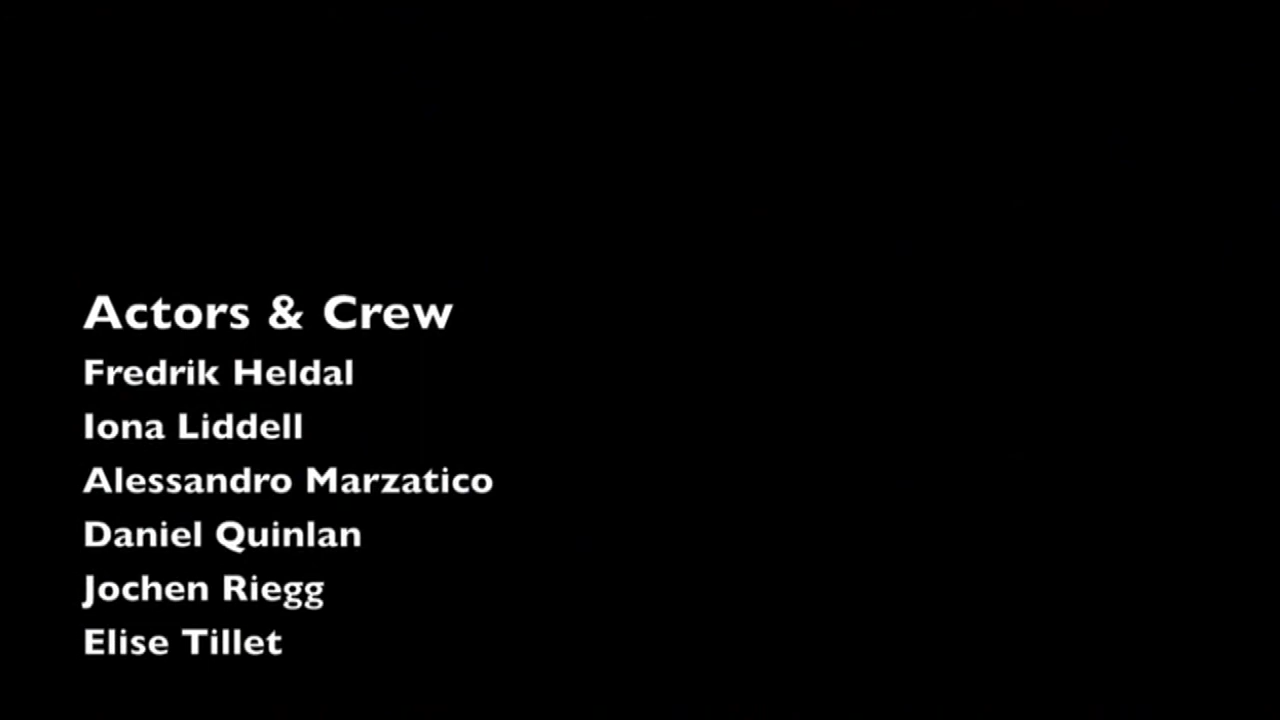 Actors & Crew
Fredrik Heldal
Iona Liddell
Alessandro Marzatico
Daniel Quinlan
Jochen Riegg
Elise Tillet